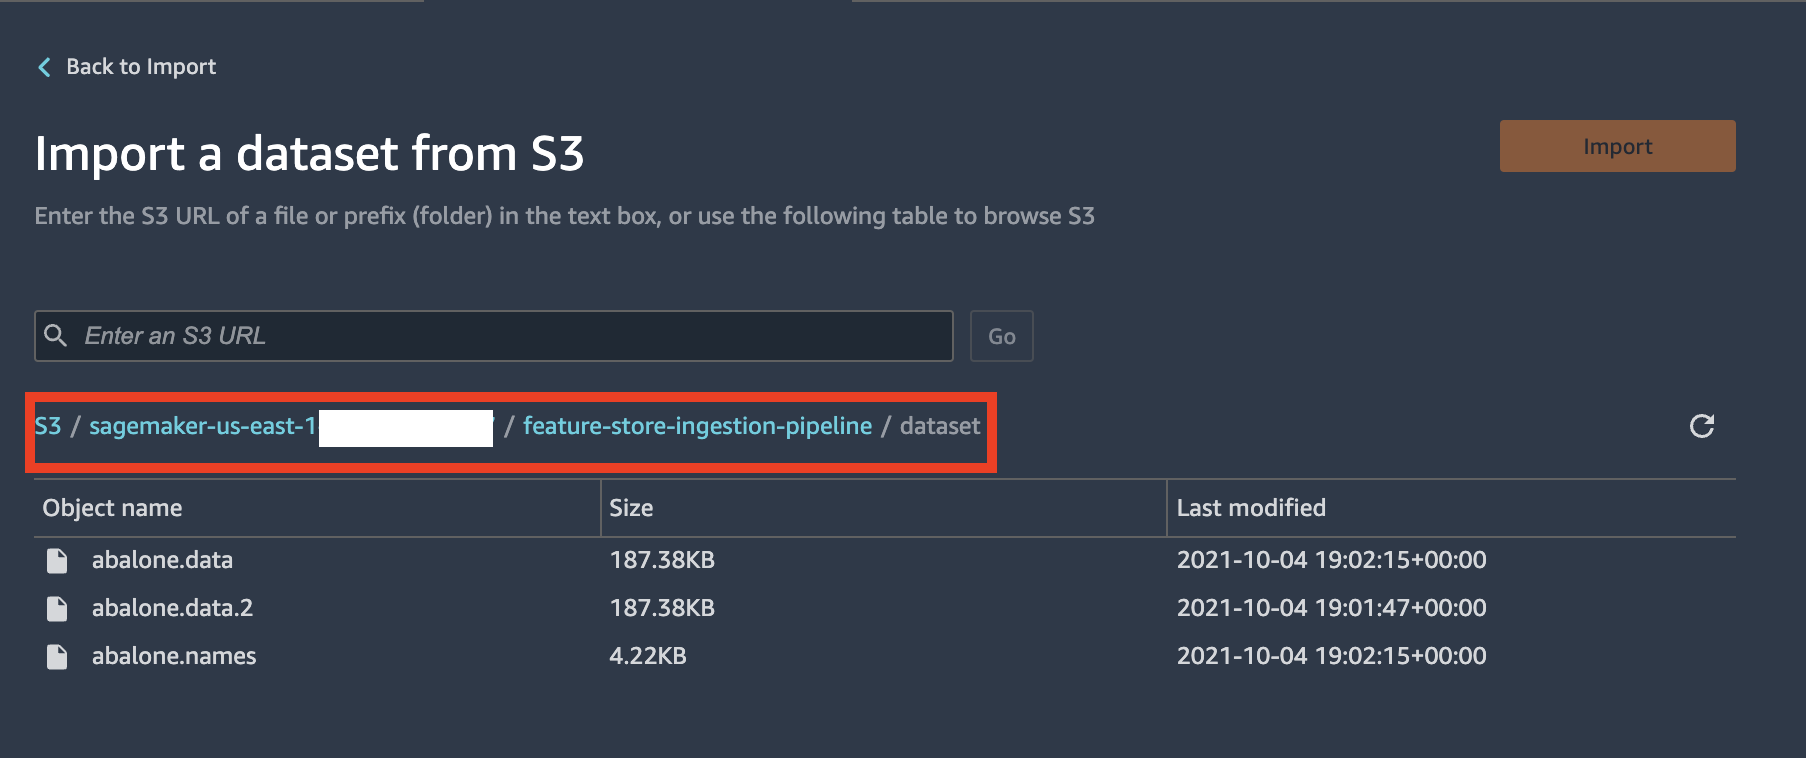 Back to Import
Import a dataset from S3
Import
Enter the S3 URL of a file or prefix (folder) in the text box, or use the following table to browse S3
Enter an S3 URL
Go
S3 / sagemaker-us-east-1 / feature-store-ingestion-pipeline / dataset
Object name Size Last modified
abalone.data 187.38KB 2021-10-04 19:02:15+00:00
abalone.data.2 187.38KB 2021-10-04 19:01:47+00:00
abalone.names 4.22KB 2021-10-04 19:02:15+00:00